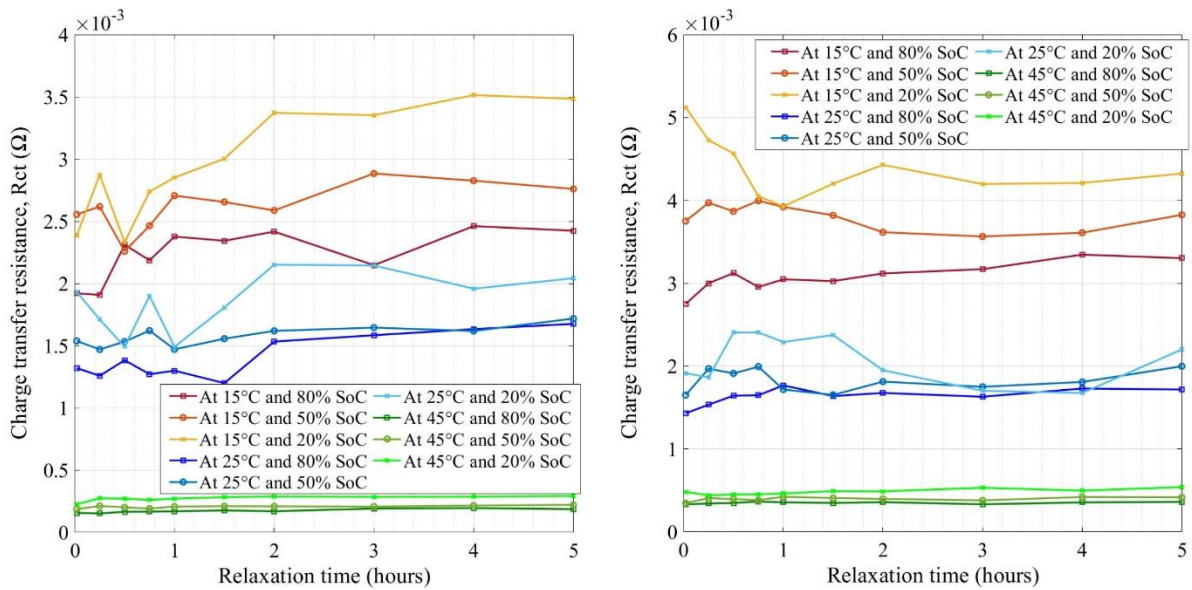 ×10⁻³
4
3.5
3
2.5
2
1.5
1
0.5
0
Charge transfer resistance, Rct (Ω)
At 15°C and 80% SoC
At 15°C and 50% SoC
At 15°C and 20% SoC
At 25°C and 80% SoC
At 25°C and 50% SoC
At 25°C and 20% SoC
At 45°C and 80% SoC
At 45°C and 50% SoC
At 45°C and 20% SoC
0 1 2 3 4 5
Relaxation time (hours)
×10⁻³
6
5
4
3
2
1
0
Charge transfer resistance, Rct (Ω)
At 15°C and 80% SoC
At 15°C and 50% SoC
At 15°C and 20% SoC
At 25°C and 80% SoC
At 25°C and 50% SoC
At 25°C and 20% SoC
At 45°C and 80% SoC
At 45°C and 50% SoC
At 45°C and 20% SoC
0 1 2 3 4 5
Relaxation time (hours)